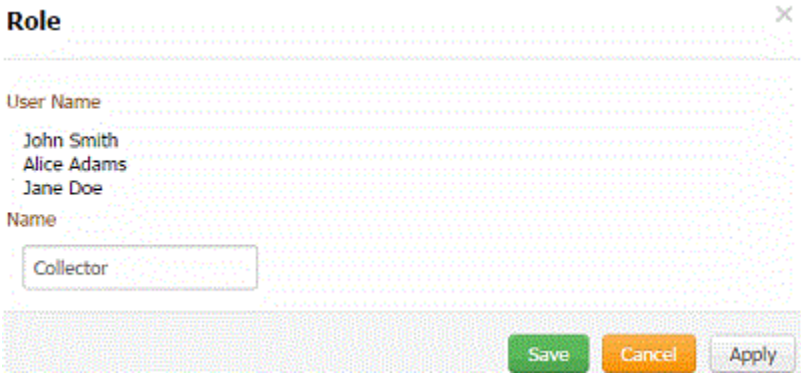 Role
User Name
John Smith
Alice Adams
Jane Doe
Name
Collector
Save Cancel Apply